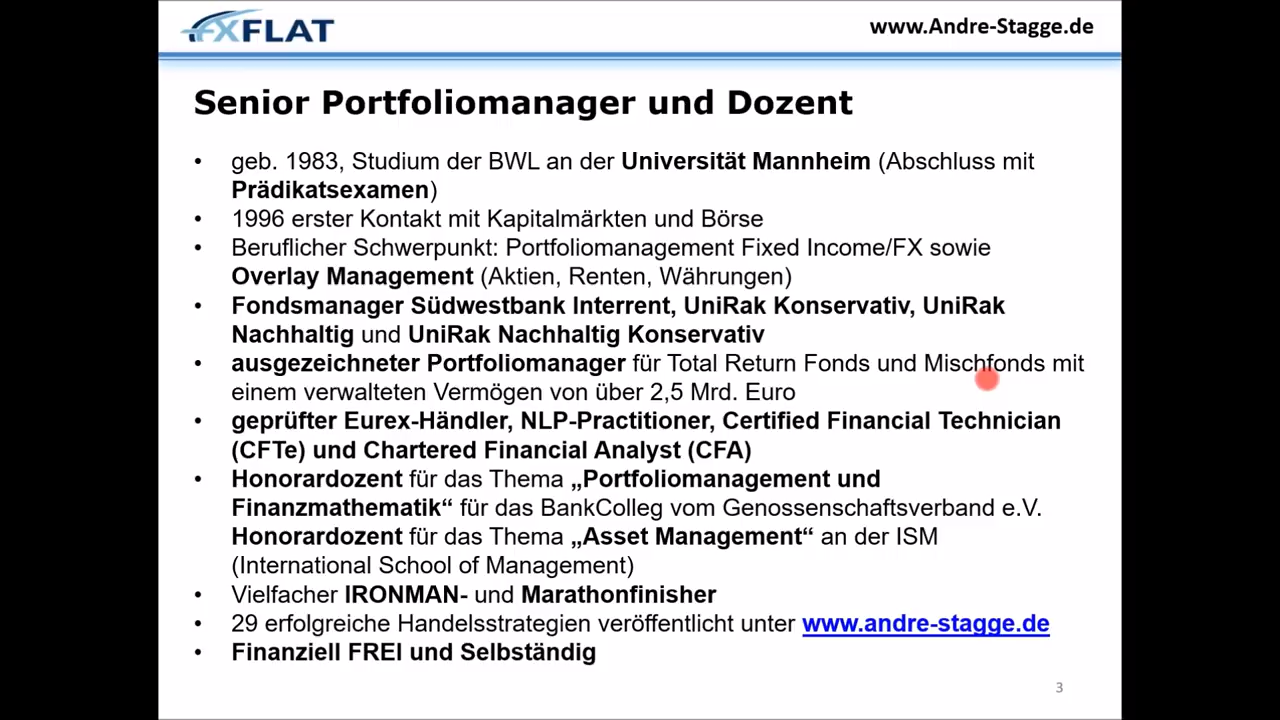 FXFLAT
www.Andre-Stagge.de
Senior Portfoliomanager und Dozent
• geb. 1983, Studium der BWL an der Universität Mannheim (Abschluss mit
Prädikatsexamen)
• 1996 erster Kontakt mit Kapitalmärkten und Börse
• Beruflicher Schwerpunkt: Portfoliomanagement Fixed Income/FX sowie
Overlay Management (Aktien, Renten, Währungen)
• Fondsmanager Südwestbank Interrent, UniRak Konservativ, UniRak
Nachhaltig und UniRak Nachhaltig Konservativ
• ausgezeichneter Portfoliomanager für Total Return Fonds und Mischfonds mit
einem verwalteten Vermögen von über 2,5 Mrd. Euro
• geprüfter Eurex-Händler, NLP-Practitioner, Certified Financial Technician
(CFTe) und Chartered Financial Analyst (CFA)
• Honorardozent für das Thema „Portfoliomanagement und
Finanzmathematik“ für das BankColleg vom Genossenschaftsverband e.V.
Honorardozent für das Thema „Asset Management“ an der ISM
(International School of Management)
• Vielfacher IRONMAN- und Marathonfinisher
• 29 erfolgreiche Handelsstrategien veröffentlicht unter www.andre-stagge.de
• Finanziell FREI und Selbständig
3